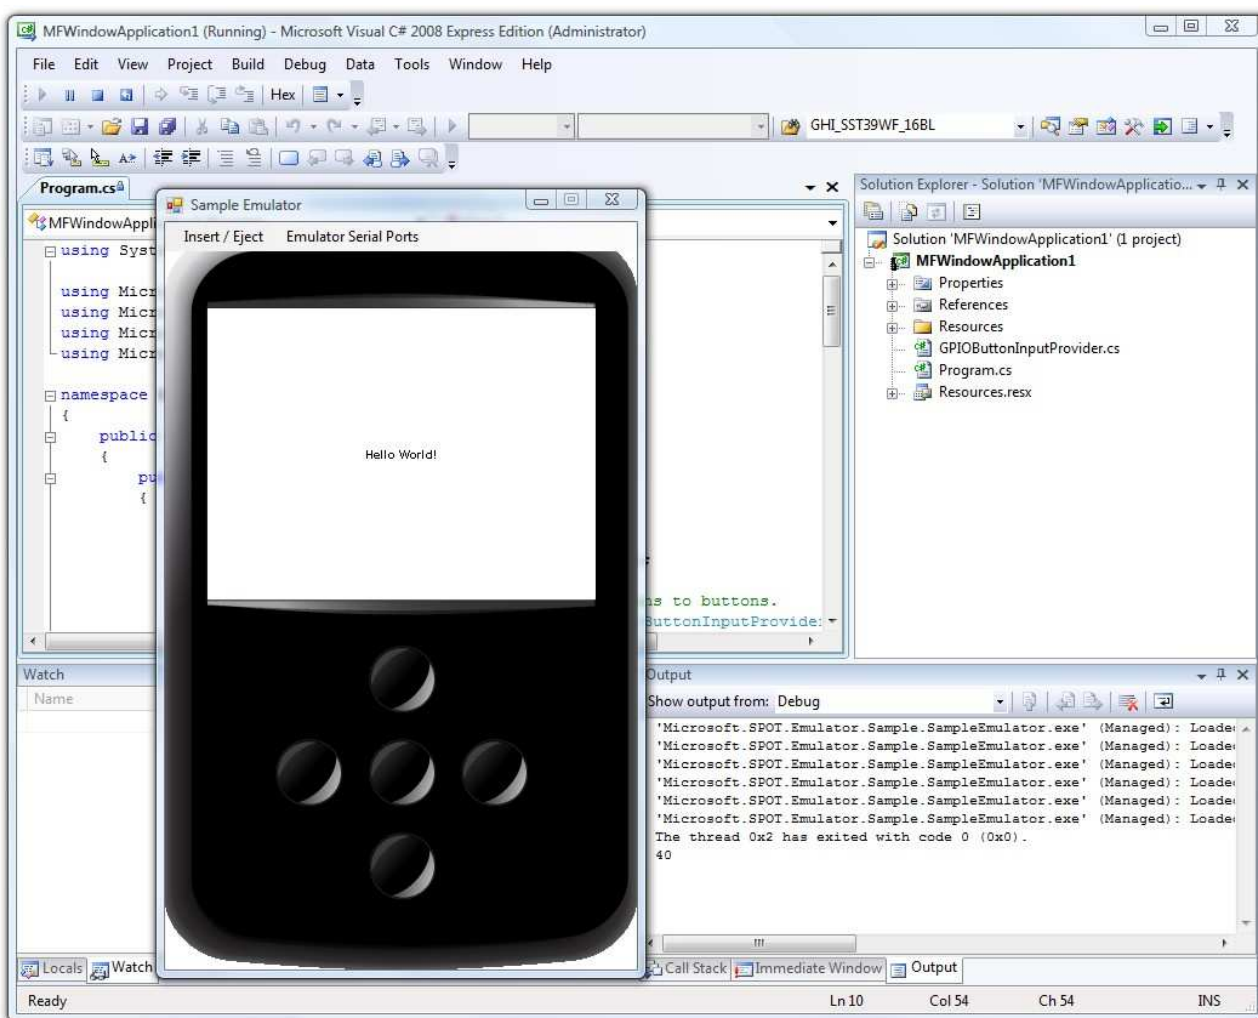 MFWindowApplication1 (Running) - Microsoft Visual C# 2008 Express Edition (Administrator)
File Edit View Project Build Debug Data Tools Window Help
Hex
GHI_SST39WF_16BL
Program.cs
MFWindowAppli
using Syst
using Micr
using Micr
using Micr
using Micr
namespace
{
public
{
pu
{
ns to buttons.
ButtonInputProvide
Sample Emulator
Insert / Eject Emulator Serial Ports
Hello World!
Solution Explorer - Solution 'MFWindowApplicatio...
Solution 'MFWindowApplication1' (1 project)
MFWindowApplication1
Properties
References
Resources
GPIOButtonInputProvider.cs
Program.cs
Resources.resx
Watch
Name
Locals Watch
Output
Show output from: Debug
'Microsoft.SPOT.Emulator.Sample.SampleEmulator.exe' (Managed): Loade
'Microsoft.SPOT.Emulator.Sample.SampleEmulator.exe' (Managed): Loade
'Microsoft.SPOT.Emulator.Sample.SampleEmulator.exe' (Managed): Loade
'Microsoft.SPOT.Emulator.Sample.SampleEmulator.exe' (Managed): Loade
'Microsoft.SPOT.Emulator.Sample.SampleEmulator.exe' (Managed): Loade
'Microsoft.SPOT.Emulator.Sample.SampleEmulator.exe' (Managed): Loade
The thread 0x2 has exited with code 0 (0x0).
40
Call Stack Immediate Window Output
Ready Ln 10 Col 54 Ch 54 INS